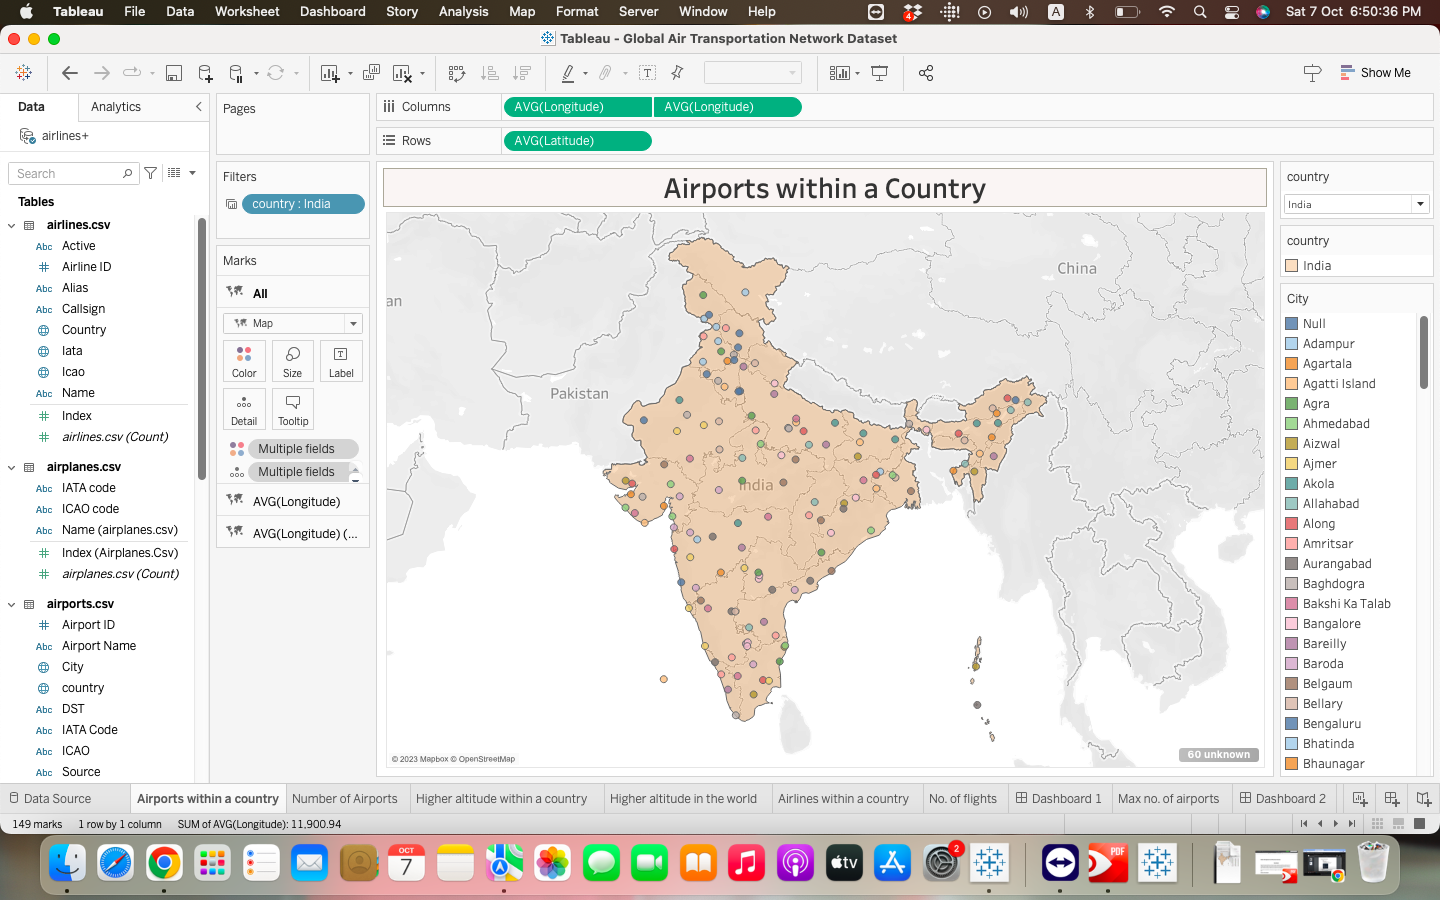 Tableau File Data Worksheet Dashboard Story Analysis Map Format Server Window Help
4
A
Sat 7 Oct 6:50:36 PM
Tableau - Global Air Transportation Network Dataset
Show Me
Data Analytics
airlines+
Search
Tables
airlines.csv
Abc Active
Airline ID
Abc Alias
Abc Callsign
Country
Iata
Icao
Abc Name
Index
airlines.csv (Count)
airplanes.csv
Abc IATA code
Abc ICAO code
Abc Name (airplanes.csv)
Index (Airplanes.Csv)
airplanes.csv (Count)
airports.csv
Airport ID
Abc Airport Name
City
country
Abc DST
Abc IATA Code
Abc ICAO
Abc Source
Pages
Filters
country : India
Marks
All
Map
Color Size Label
Detail Tooltip
Multiple fields
Multiple fields
AVG(Longitude)
AVG(Longitude) (...
Columns AVG(Longitude) AVG(Longitude)
Rows AVG(Latitude)
Airports within a Country
China
an
Pakistan
India
© 2023 Mapbox © OpenStreetMap
60 unknown
country
India
country
India
City
Null
Adampur
Agartala
Agatti Island
Agra
Ahmedabad
Aizwal
Ajmer
Akola
Allahabad
Along
Amritsar
Aurangabad
Baghdogra
Bakshi Ka Talab
Bangalore
Bareilly
Baroda
Belgaum
Bellary
Bengaluru
Bhatinda
Bhaunagar
Data Source Airports within a country Number of Airports Higher altitude within a country Higher altitude in the world Airlines within a country No. of flights Dashboard 1 Max no. of airports Dashboard 2
149 marks 1 row by 1 column SUM of AVG(Longitude): 11,900.94
OCT
7
tv
2
PDF